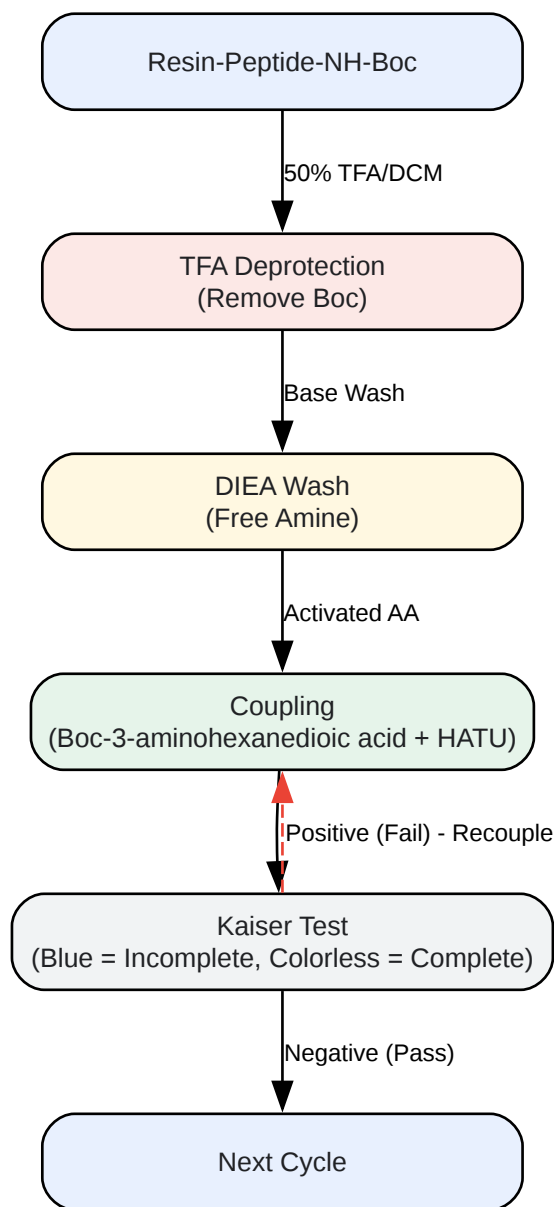 Resin-Peptide-NH-Boc
50% TFA/DCM
TFA Deprotection
(Remove Boc)
Base Wash
DIEA Wash
(Free Amine)
Activated AA
Coupling
(Boc-3-aminohexanedioic acid + HATU)
Positive (Fail) - Recouple
Kaiser Test
(Blue = Incomplete, Colorless = Complete)
Negative (Pass)
Next Cycle